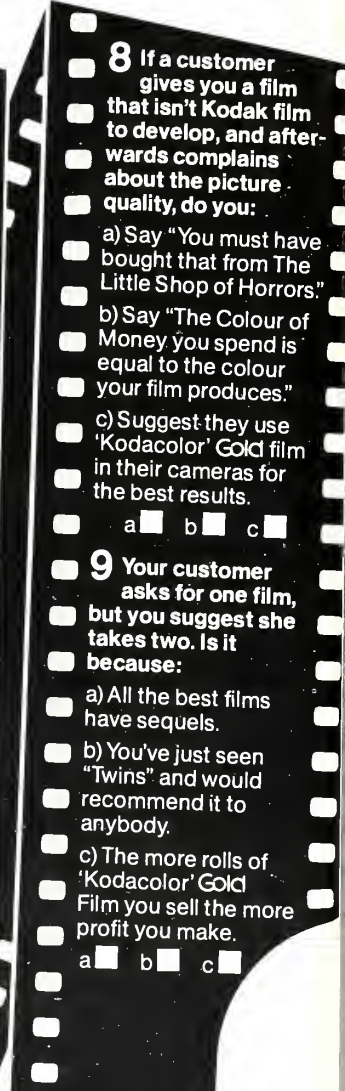 8 If a customer
gives you a film
that isn't Kodak film
to develop, and after-
wards complains
about the picture
quality, do you:
a) Say "You must have
bought that from The
Little Shop of Horrors."
b) Say "The Colour of
Money you spend is
equal to the colour
your film produces."
c) Suggest they use
'Kodacolor' Gold film
in their cameras for
the best results.
a b c
9 Your customer
asks for one film,
but you suggest she
takes two. Is it
because:
a) All the best films
have sequels.
b) You've just seen
"Twins" and would
recommend it to
anybody.
c) The more rolls of
'Kodacolor' Gold
Film you sell the more
profit you make.
a b c